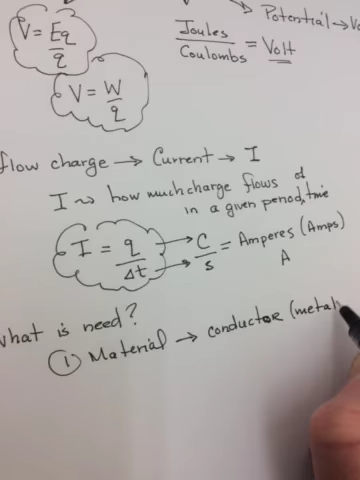 Potential → Vo
V = Eq/q
Joules/Coulombs = Volt
V = W/q
flow charge → Current → I
I → how much charge flows
in a given period of time
I = q/Δt → C/s = Amperes (Amps)
A
what is need?
① Material → conductor (metal